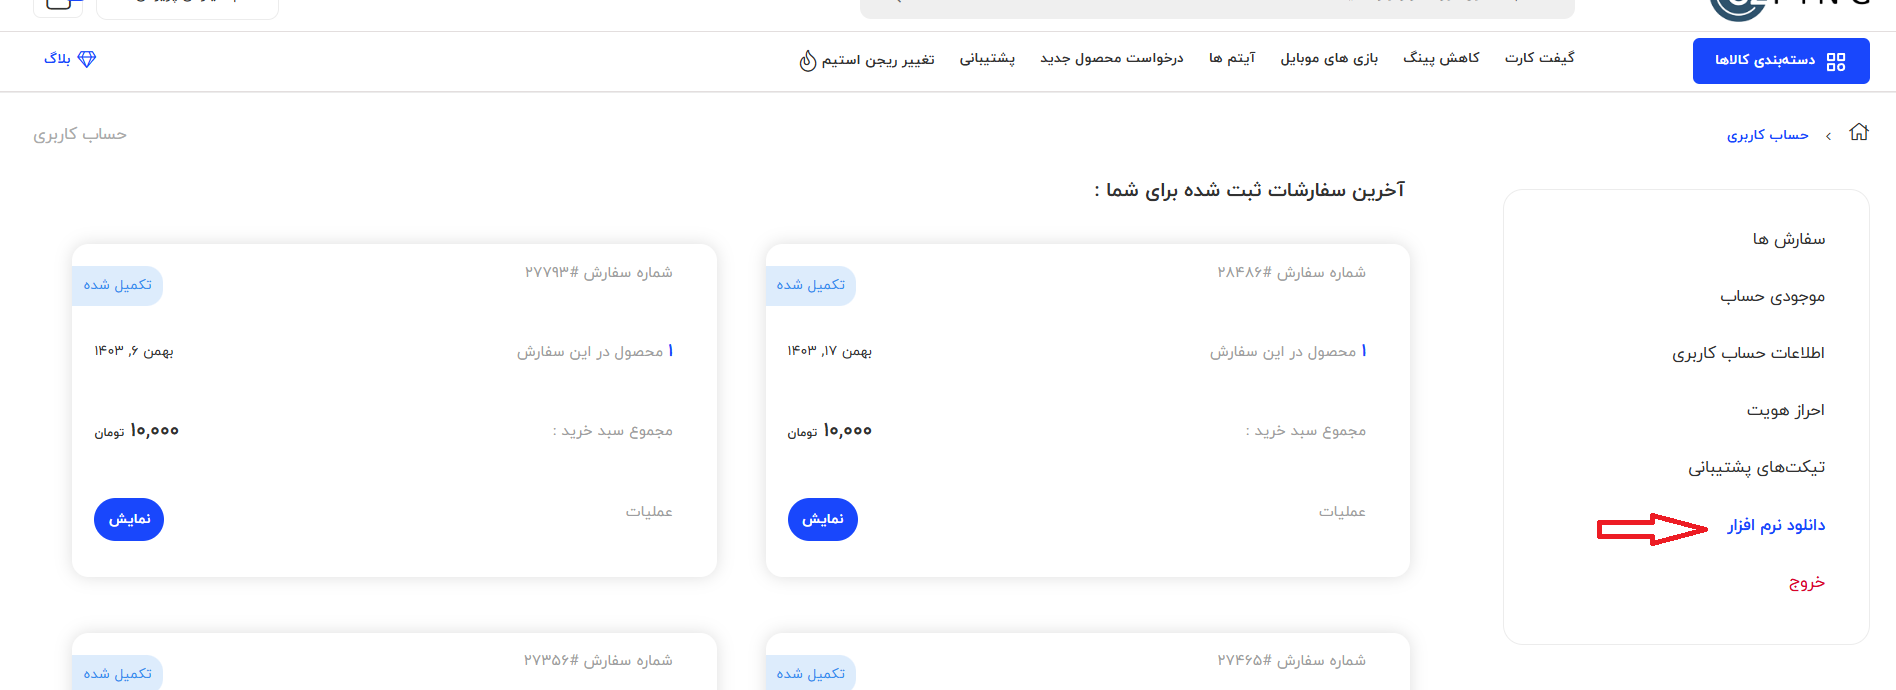 دسته‌بندی کالاها
گیفت کارت
کاهش پینگ
بازی های موبایل
آیتم ها
درخواست محصول جدید
پشتیبانی
تغییر ریجن استیم
بلاگ
حساب کاربری
حساب کاربری
سفارش ها
موجودی حساب
اطلاعات حساب کاربری
احراز هویت
تیکت‌های پشتیبانی
دانلود نرم افزار
خروج
آخرین سفارشات ثبت شده برای شما :
شماره سفارش #۲۸۴۸۶
تکمیل شده
۱ محصول در این سفارش
بهمن ۱۷, ۱۴۰۳
مجموع سبد خرید :
۱۰,۰۰۰ تومان
عملیات
نمایش
شماره سفارش #۲۷۷۹۳
تکمیل شده
۱ محصول در این سفارش
بهمن ۶, ۱۴۰۳
مجموع سبد خرید :
۱۰,۰۰۰ تومان
عملیات
نمایش
شماره سفارش #۲۷۴۶۵
تکمیل شده
شماره سفارش #۲۷۳۵۶
تکمیل شده